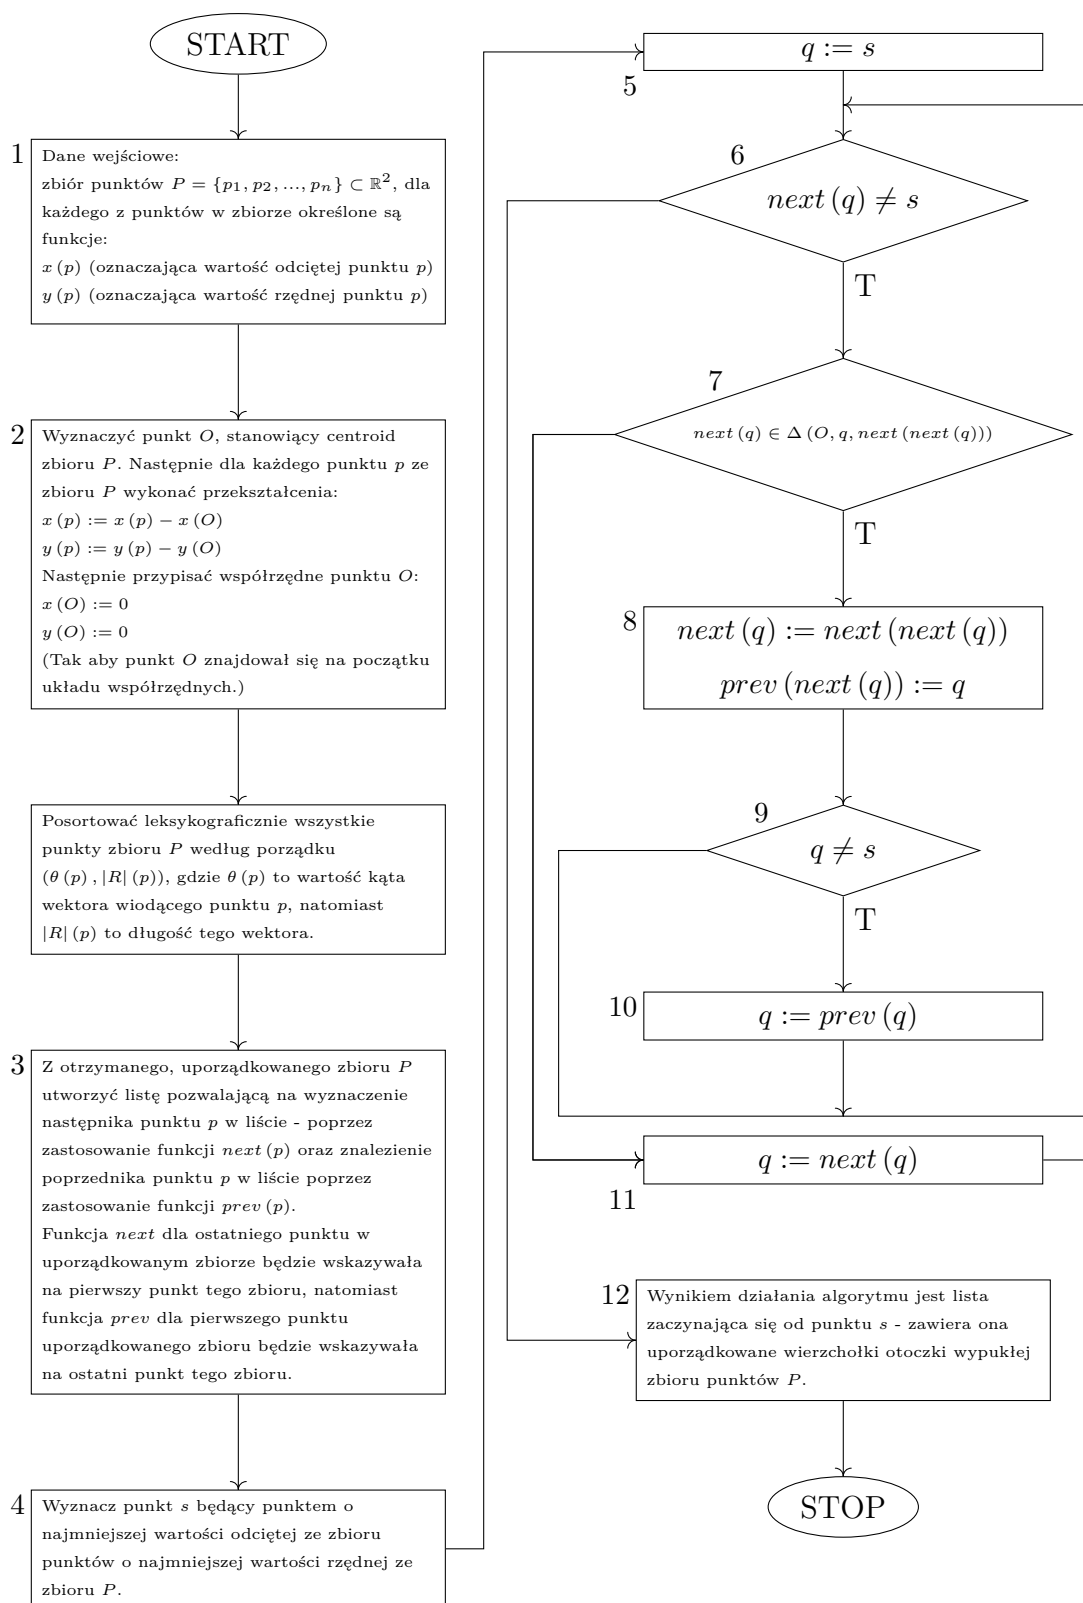 START
1
Dane wejściowe:
zbiór punktów P = {p₁, p₂, ..., pₙ} ⊂ ℝ², dla
każdego z punktów w zbiorze określone są
funkcje:
x (p) (oznaczająca wartość odciętej punktu p)
y (p) (oznaczająca wartość rzędnej punktu p)
2
Wyznaczyć punkt O, stanowiący centroid
zbioru P. Następnie dla każdego punktu p ze
zbioru P wykonać przekształcenia:
x (p) := x (p) − x (O)
y (p) := y (p) − y (O)
Następnie przypisać współrzędne punktu O:
x (O) := 0
y (O) := 0
(Tak aby punkt O znajdował się na początku
układu współrzędnych.)
Posortować leksykograficznie wszystkie
punkty zbioru P według porządku
(θ (p) , |R| (p)), gdzie θ (p) to wartość kąta
wektora wiodącego punktu p, natomiast
|R| (p) to długość tego wektora.
3
Z otrzymanego, uporządkowanego zbioru P
utworzyć listę pozwalającą na wyznaczenie
następnika punktu p w liście - poprzez
zastosowanie funkcji next (p) oraz znalezienie
poprzednika punktu p w liście poprzez
zastosowanie funkcji prev (p).
Funkcja next dla ostatniego punktu w
uporządkowanym zbiorze będzie wskazywała
na pierwszy punkt tego zbioru, natomiast
funkcja prev dla pierwszego punktu
uporządkowanego zbioru będzie wskazywała
na ostatni punkt tego zbioru.
4
Wyznacz punkt s będący punktem o
najmniejszej wartości odciętej ze zbioru
punktów o najmniejszej wartości rzędnej ze
zbioru P.
q := s
5
6
next (q) ≠ s
T
7
next (q) ∈ Δ (O, q, next (next (q)))
T
8
next (q) := next (next (q))
prev (next (q)) := q
9
q ≠ s
T
10
q := prev (q)
q := next (q)
11
12
Wynikiem działania algorytmu jest lista
zaczynająca się od punktu s - zawiera ona
uporządkowane wierzchołki otoczki wypukłej
zbioru punktów P.
STOP